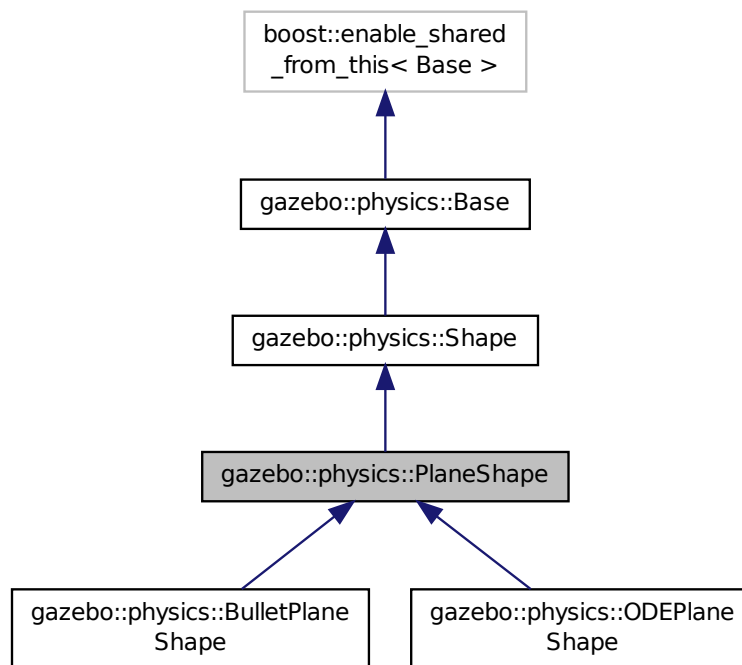 boost::enable_shared
_from_this< Base >
gazebo::physics::Base
gazebo::physics::Shape
gazebo::physics::PlaneShape
gazebo::physics::BulletPlane
Shape
gazebo::physics::ODEPlane
Shape